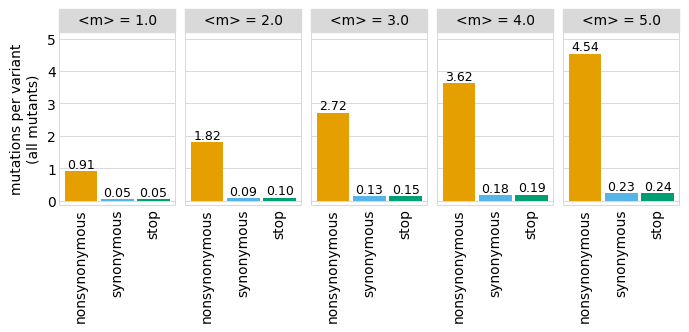 <m> = 1.0
<m> = 2.0
<m> = 3.0
<m> = 4.0
<m> = 5.0
mutations per variant
(all mutants)
5
4
3
2
1
0
0.91
0.05
0.05
1.82
0.09
0.10
2.72
0.13
0.15
3.62
0.18
0.19
4.54
0.23
0.24
nonsynonymous
synonymous
stop
nonsynonymous
synonymous
stop
nonsynonymous
synonymous
stop
nonsynonymous
synonymous
stop
nonsynonymous
synonymous
stop